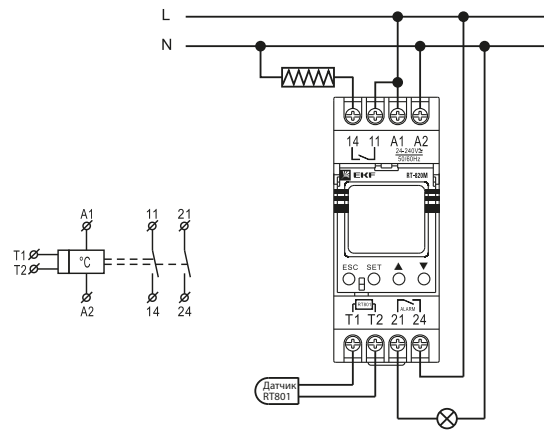 L
N
14 11 A1 A2
24-240V≂
50/60Hz
EKF RT-820M
A1 11 21
T1
T2
°C
A2 14 24
ESC SET ▲ ▼
RT801 ALARM
T1 T2 21 24
Датчик
RT801